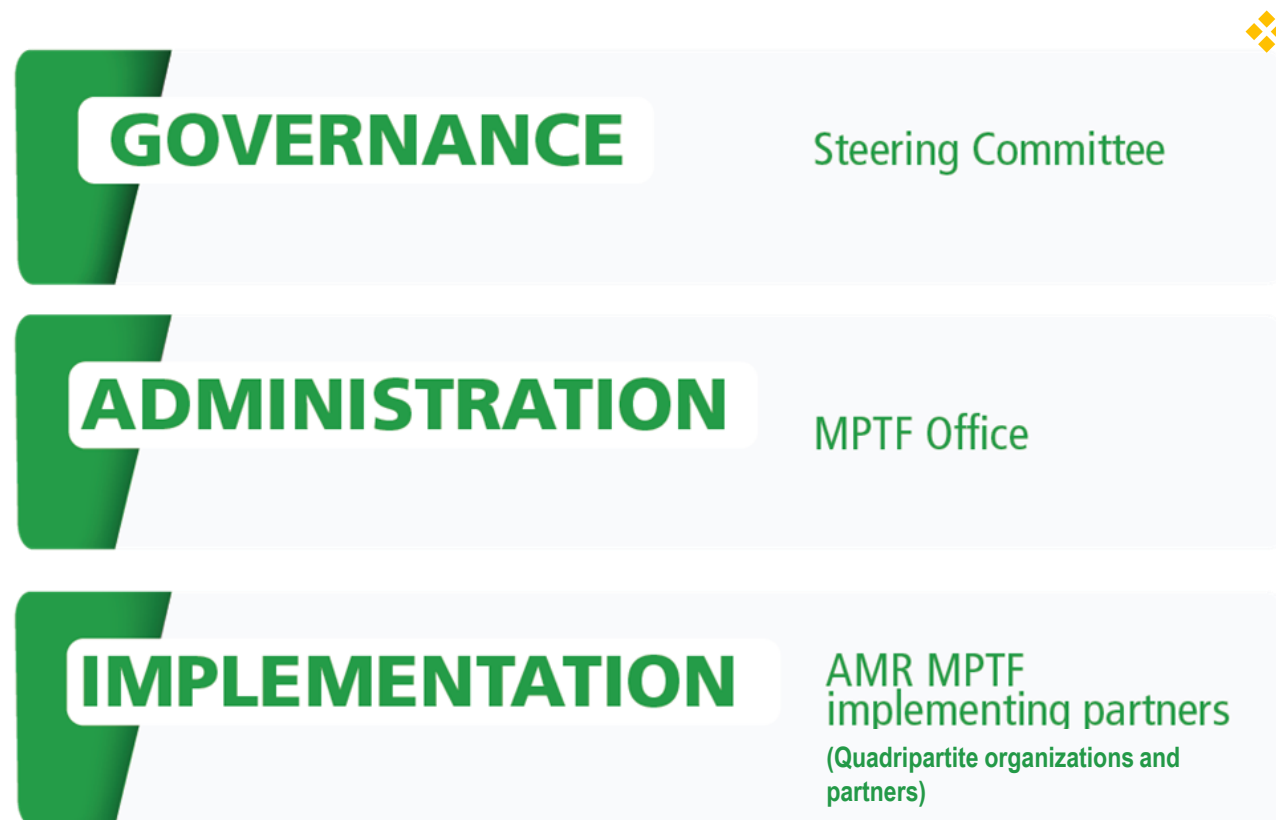 GOVERNANCE
Steering Committee
ADMINISTRATION
MPTF Office
IMPLEMENTATION
AMR MPTF
implementing partners
(Quadripartite organizations and
partners)